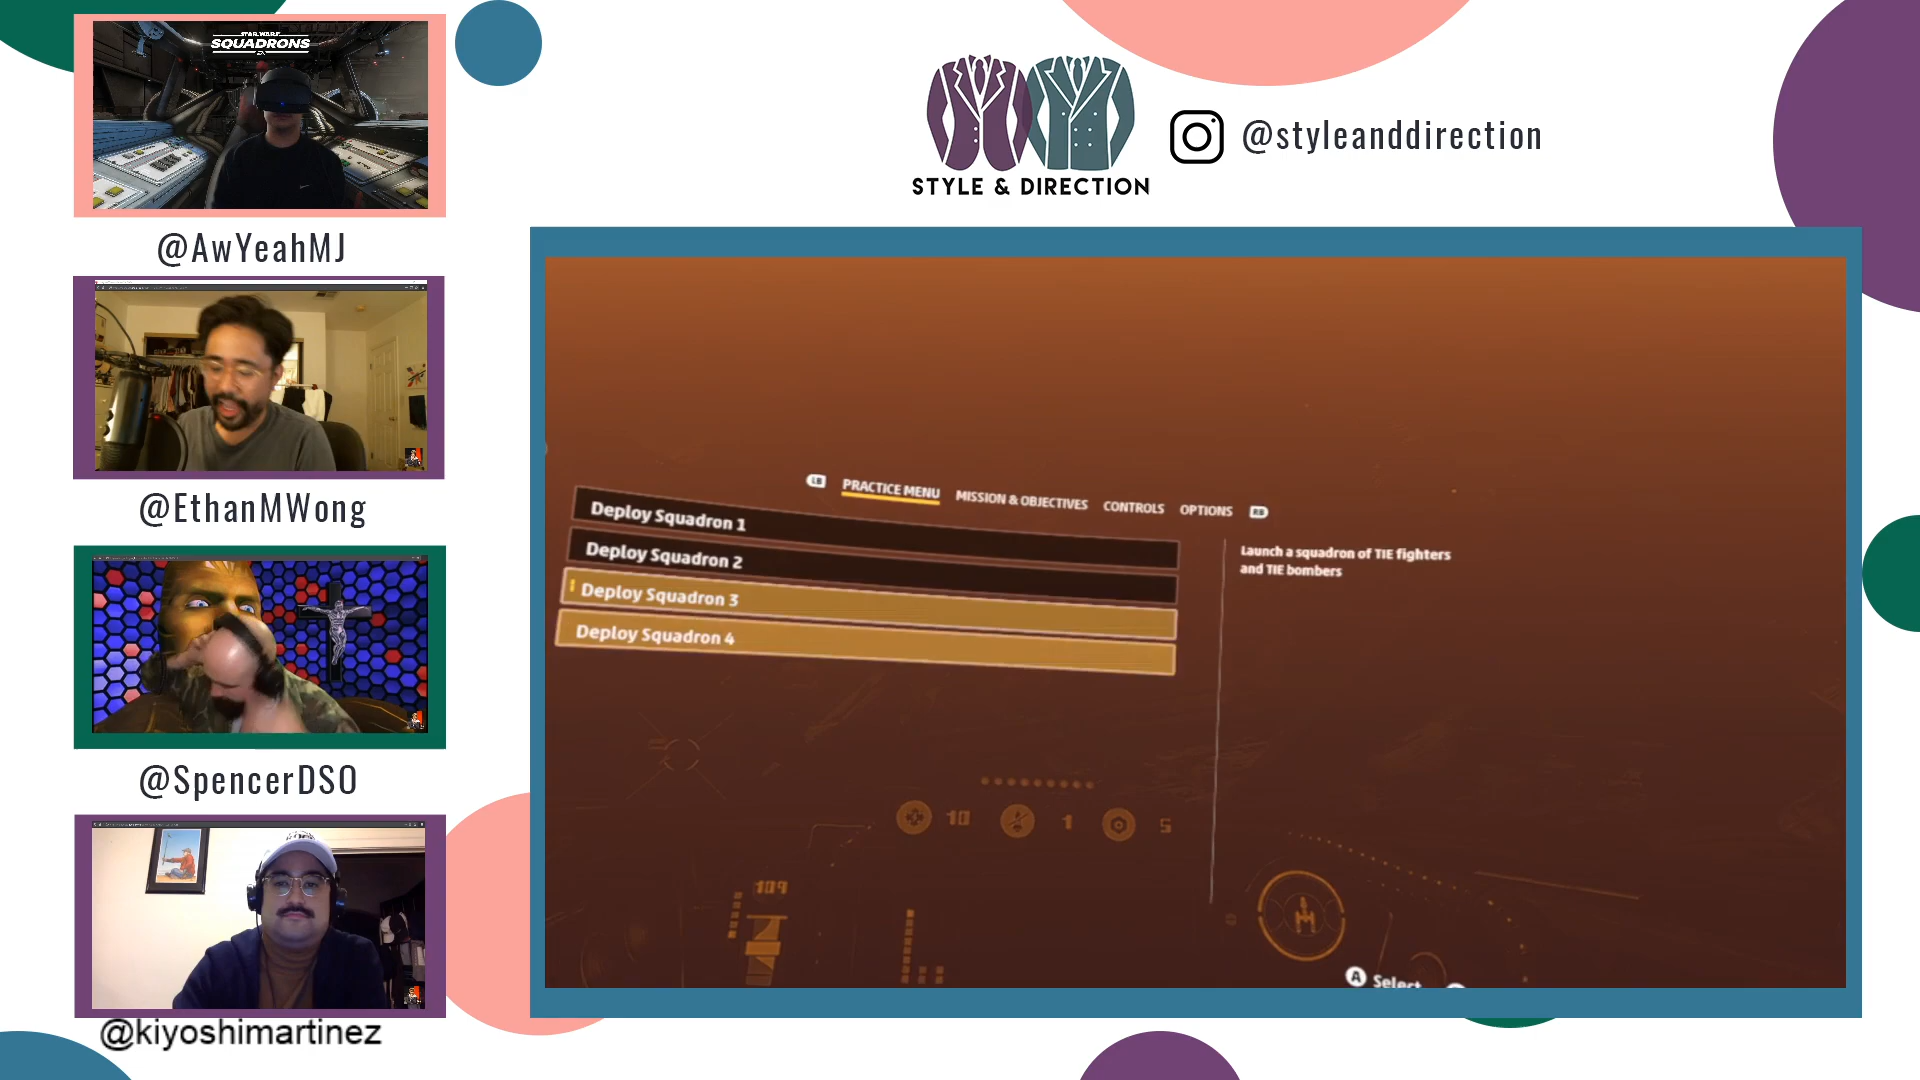 STAR WARS
SQUADRONS
@AwYeahMJ
@EthanMWong
@SpencerDSO
@kiyoshimartinez
STYLE & DIRECTION
@styleanddirection
LB PRACTICE MENU MISSION & OBJECTIVES CONTROLS OPTIONS RB
Deploy Squadron 1
Deploy Squadron 2
Deploy Squadron 3
Deploy Squadron 4
Launch a squadron of TIE fighters
and TIE bombers
10 1 5
109
A Select